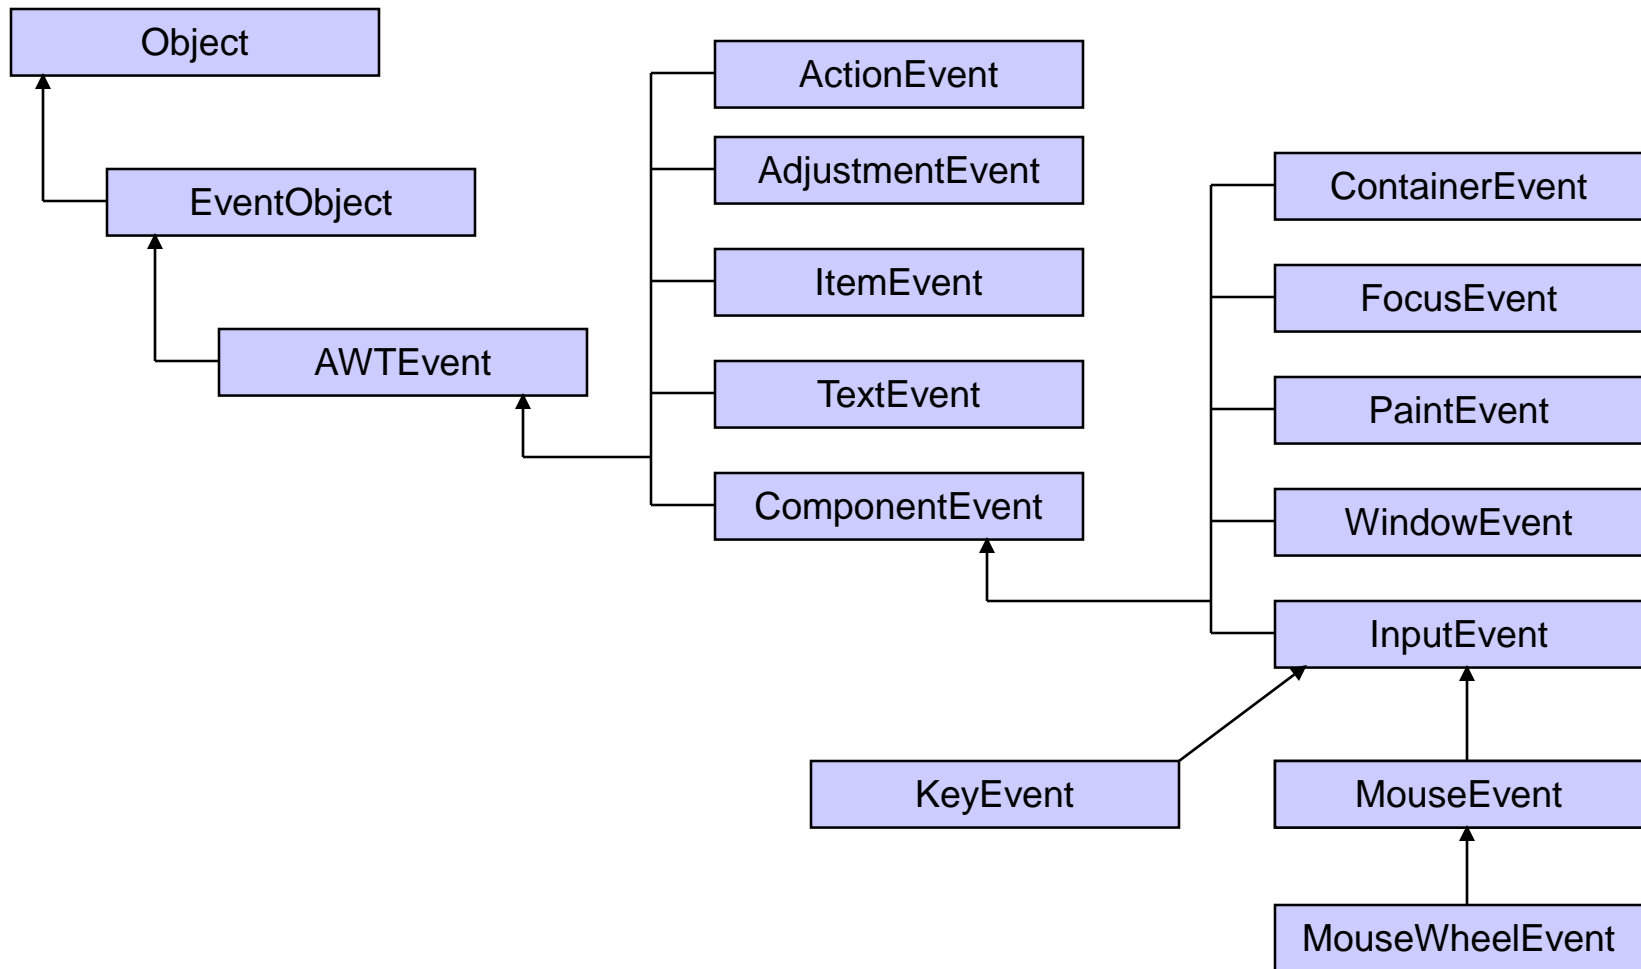 Object
EventObject
AWTEvent
ActionEvent
AdjustmentEvent
ItemEvent
TextEvent
ComponentEvent
ContainerEvent
FocusEvent
PaintEvent
WindowEvent
InputEvent
KeyEvent
MouseEvent
MouseWheelEvent